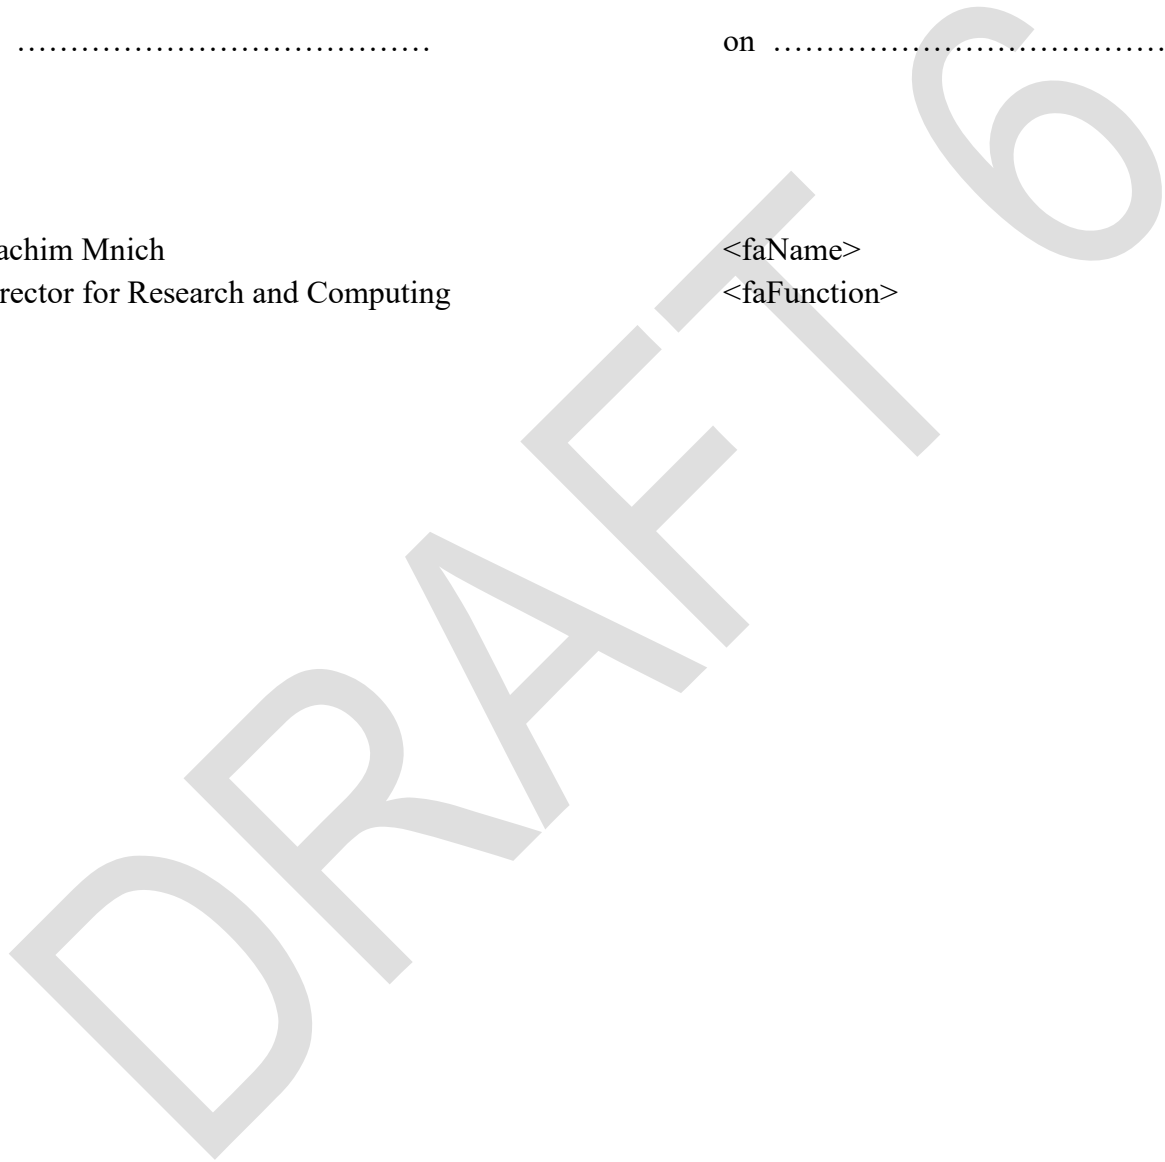 ………………………………… on …………………………………
achim Mnich <faName>
rector for Research and Computing <faFunction>
DRAFT 6